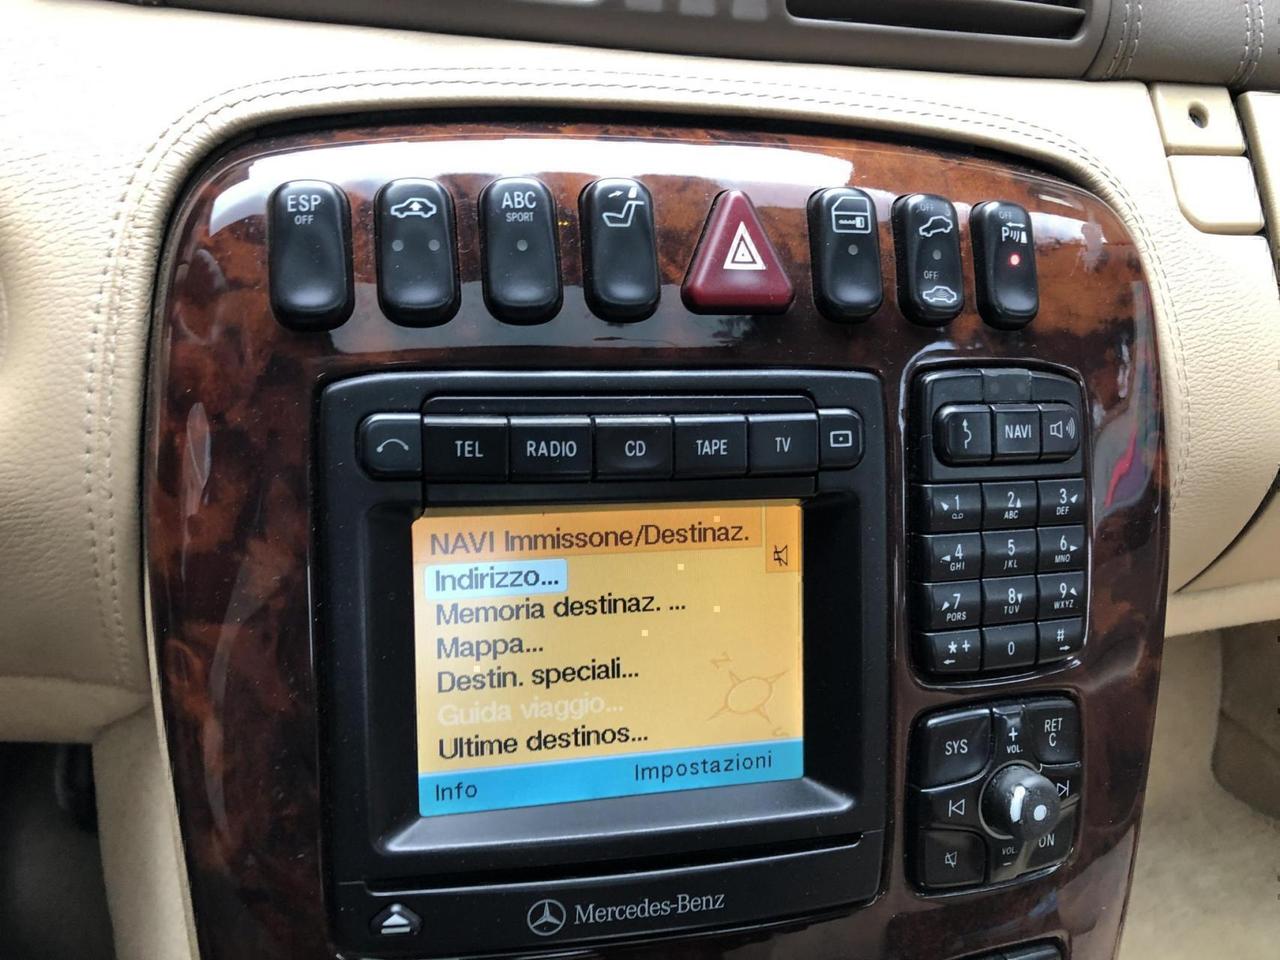 ESP
OFF
ABC
SPORT
OFF
OFF
OFF
P
TEL RADIO CD TAPE TV
NAVI
NAVI Immissone/Destinaz.
Indirizzo...
Memoria destinaz. ...
Mappa...
Destin. speciali...
Guida viaggio...
Ultime destinos...
Info Impostazioni
1 2 ABC 3 DEF
4 GHI 5 JKL 6 MNO
7 PQRS 8 TUV 9 WXYZ
* + 0 #
SYS + VOL. RET C
VOL. - ON
Mercedes-Benz